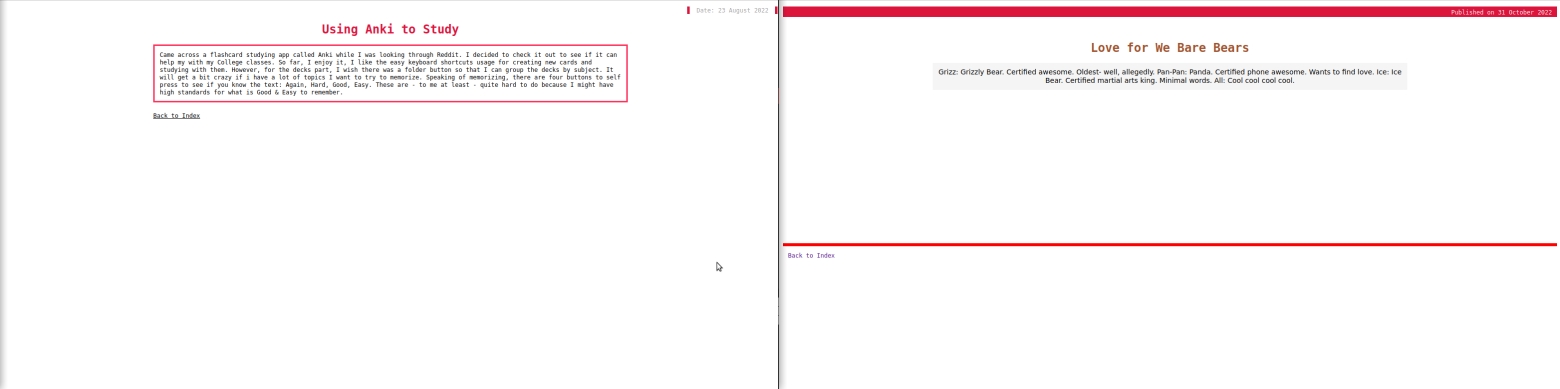 Date: 23 August 2022
Using Anki to Study
Came across a flashcard studying app called Anki while I was looking through Reddit. I decided to check it out to see if it can
help my with my College classes. So far, I enjoy it, I like the easy keyboard shortcuts usage for creating new cards and
studying with them. However, for the decks part, I wish there was a folder button so that I can group the decks by subject. It
will get a bit crazy if i have a lot of topics I want to try to memorize. Speaking of memorizing, there are four buttons to self
press to see if you know the text: Again, Hard, Good, Easy. These are - to me at least - quite hard to do because I might have
high standards for what is Good & Easy to remember.
Back to Index
Published on 31 October 2022
Love for We Bare Bears
Grizz: Grizzly Bear. Certified awesome. Oldest- well, allegedly. Pan-Pan: Panda. Certified phone awesome. Wants to find love. Ice: Ice
Bear. Certified martial arts king. Minimal words. All: Cool cool cool cool.
Back to Index